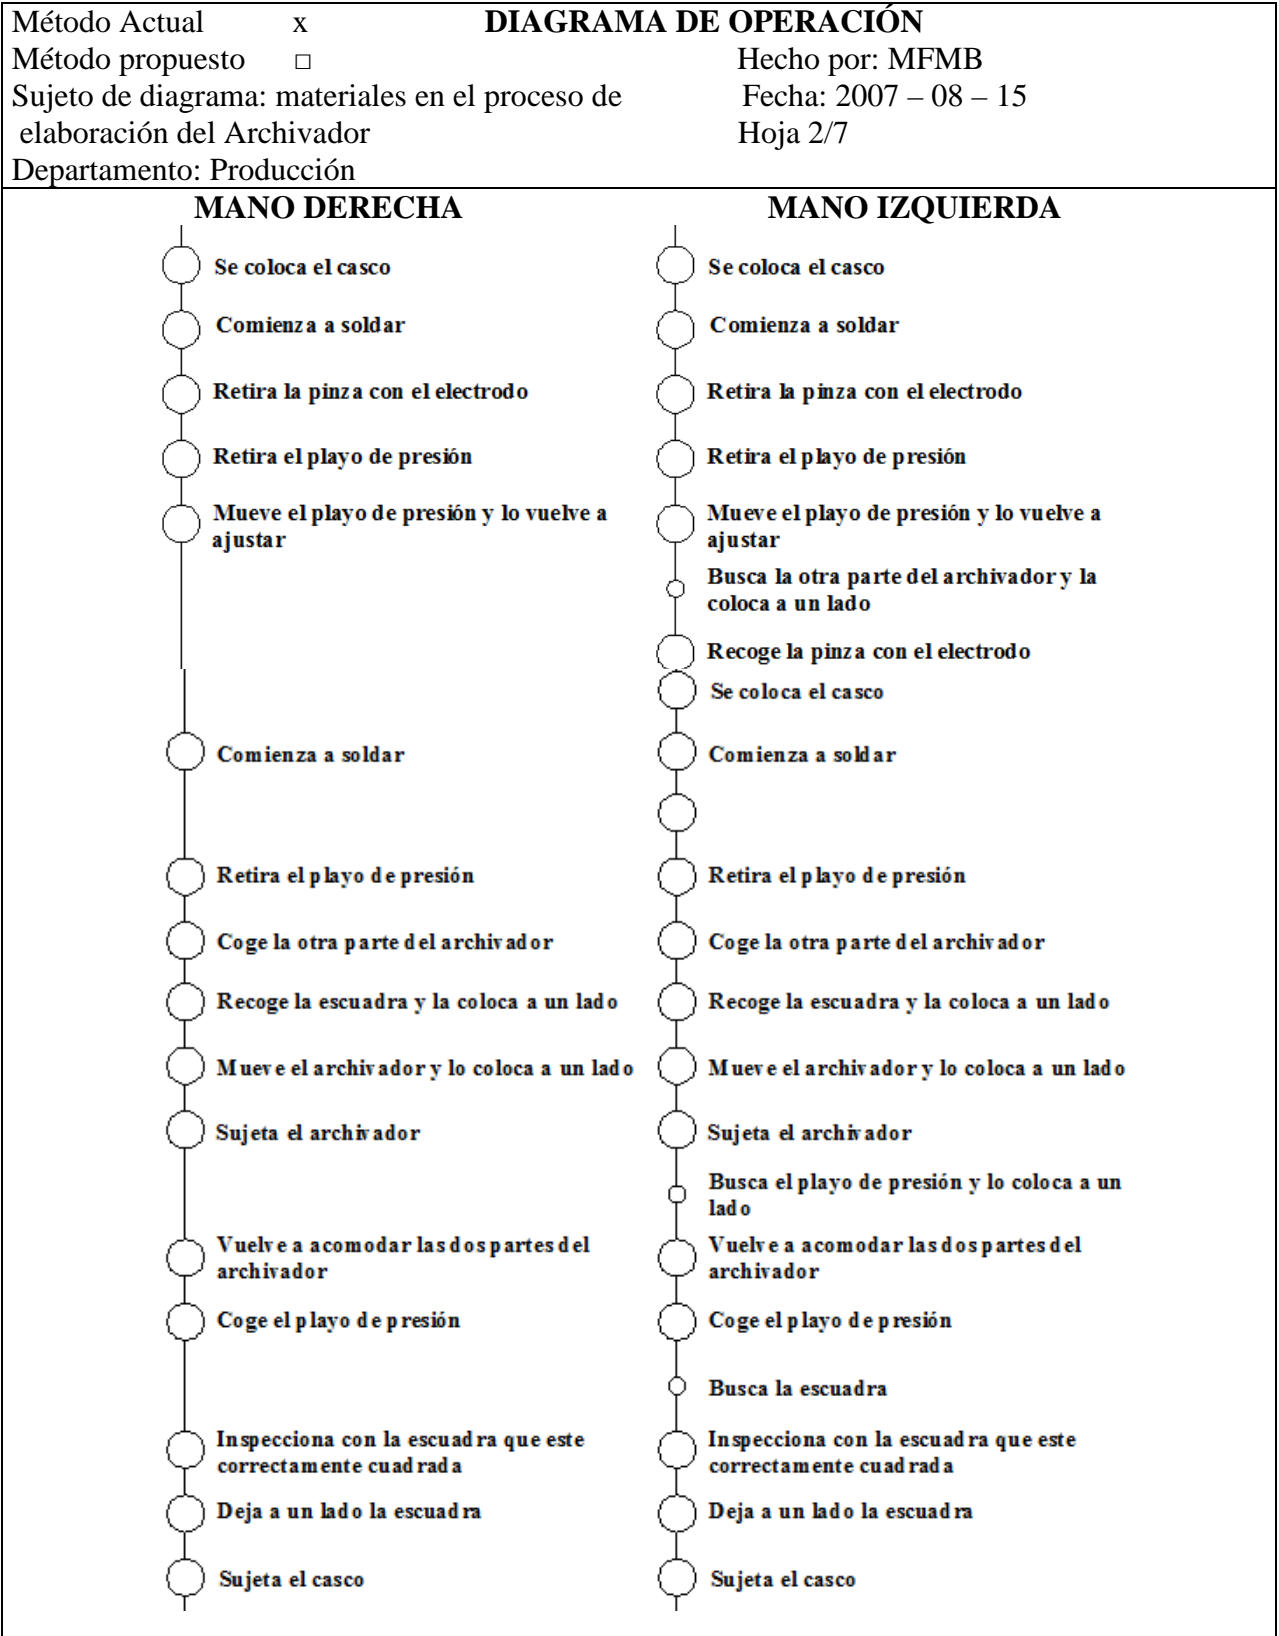 Método Actual x DIAGRAMA DE OPERACIÓN
Método propuesto □ Hecho por: MFMB
Sujeto de diagrama: materiales en el proceso de Fecha: 2007 – 08 – 15
elaboración del Archivador Hoja 2/7
Departamento: Producción
MANO DERECHA MANO IZQUIERDA
Se coloca el casco Se coloca el casco
Comienza a soldar Comienza a soldar
Retira la pinza con el electrodo Retira la pinza con el electrodo
Retira el playo de presión Retira el playo de presión
Mueve el playo de presión y lo vuelve a Mueve el playo de presión y lo vuelve a
ajustar ajustar
Busca la otra parte del archivador y la
coloca a un lado
Recoge la pinza con el electrodo
Se coloca el casco
Comienza a soldar Comienza a soldar
Retira el playo de presión Retira el playo de presión
Coge la otra parte del archivador Coge la otra parte del archivador
Recoge la escuadra y la coloca a un lado Recoge la escuadra y la coloca a un lado
Mueve el archivador y lo coloca a un lado Mueve el archivador y lo coloca a un lado
Sujeta el archivador Sujeta el archivador
Busca el playo de presión y lo coloca a un
lado
Vuelve a acomodar las dos partes del Vuelve a acomodar las dos partes del
archivador archivador
Coge el playo de presión Coge el playo de presión
Busca la escuadra
Inspecciona con la escuadra que este Inspecciona con la escuadra que este
correctamente cuadrada correctamente cuadrada
Deja a un lado la escuadra Deja a un lado la escuadra
Sujeta el casco Sujeta el casco